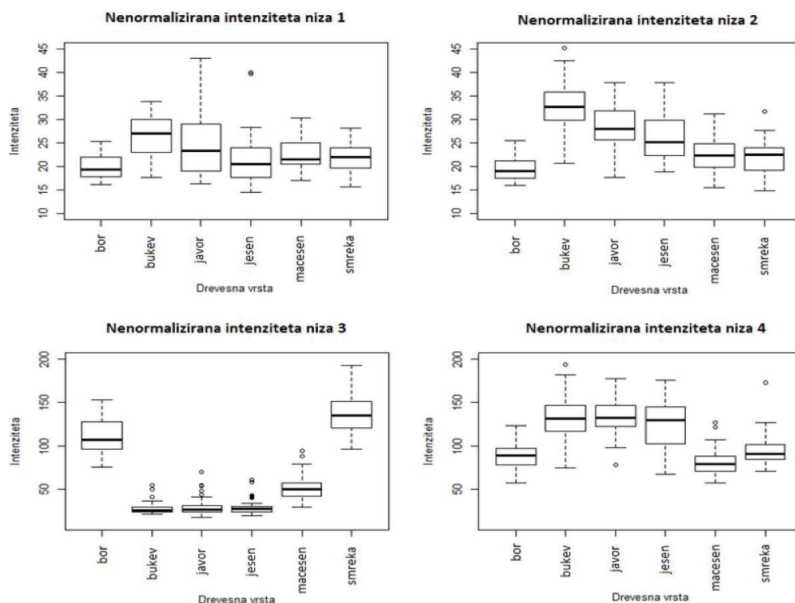 Nenormalizirana intenziteta niza 1
Intenziteta
45
40
35
30
25
20
15
10
bor
bukev
javor
jesen
macesen
smreka
Drevesna vrsta
Nenormalizirana intenziteta niza 2
Intenziteta
45
40
35
30
25
20
15
10
bor
bukev
javor
jesen
macesen
smreka
Drevesna vrsta
Nenormalizirana intenziteta niza 3
Intenziteta
200
150
100
50
bor
bukev
javor
jesen
macesen
smreka
Drevesna vrsta
Nenormalizirana intenziteta niza 4
Intenziteta
200
150
100
50
bor
bukev
javor
jesen
macesen
smreka
Drevesna vrsta